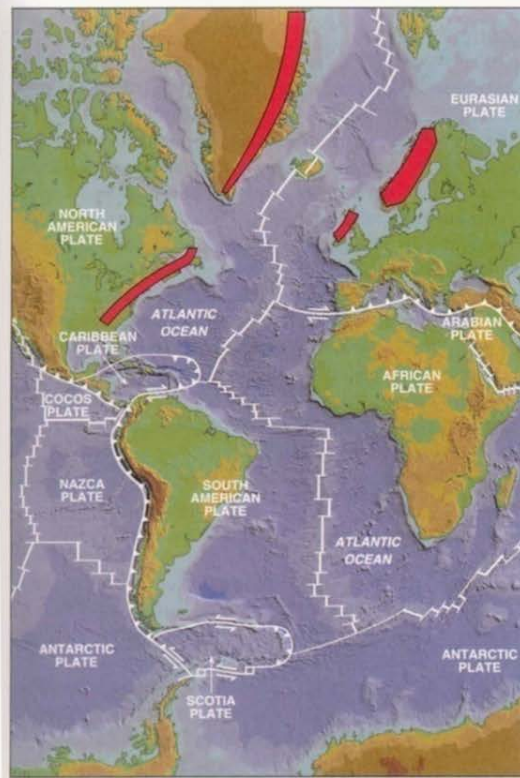 EURASIAN
PLATE
NORTH
AMERICAN
PLATE
ATLANTIC
OCEAN
CARIBBEAN
PLATE
ARABIAN
PLATE
AFRICAN
PLATE
COCOS
PLATE
NAZCA
PLATE
SOUTH
AMERICAN
PLATE
ATLANTIC
OCEAN
ANTARCTIC
PLATE
ANTARCTIC
PLATE
SCOTIA
PLATE